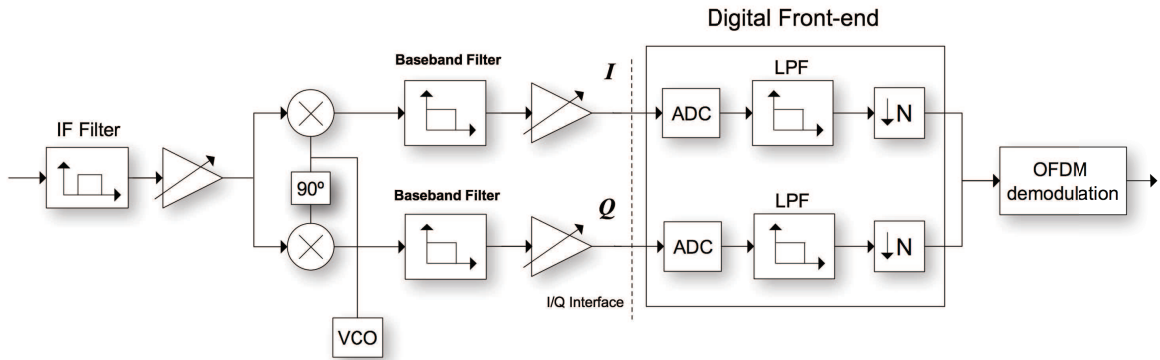 Digital Front-end
Baseband Filter
I
LPF
IF Filter
ADC
N
90º
OFDM
demodulation
Baseband Filter
Q
LPF
ADC
N
I/Q Interface
VCO